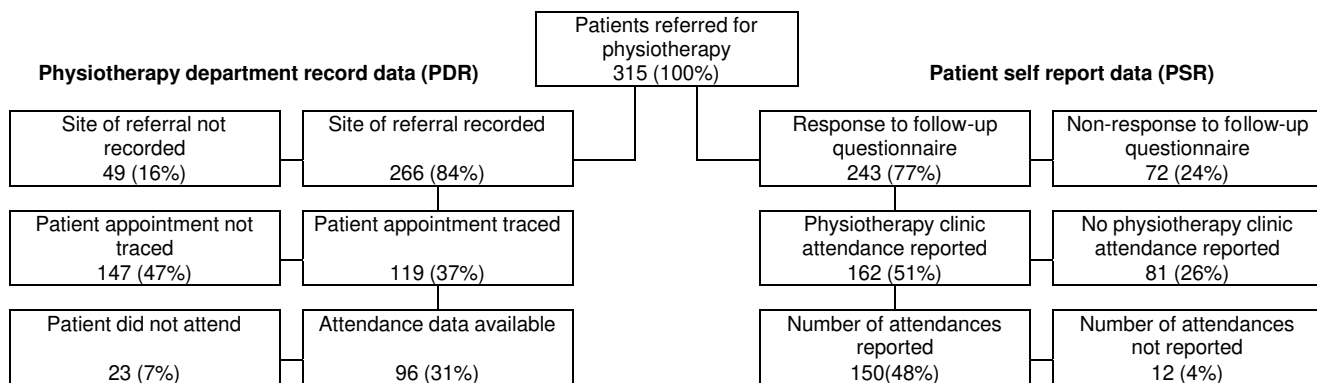 Patients referred for
physiotherapy
315 (100%)
Physiotherapy department record data (PDR)
Patient self report data (PSR)
Site of referral not
recorded
49 (16%)
Site of referral recorded
266 (84%)
Response to follow-up
questionnaire
243 (77%)
Non-response to follow-up
questionnaire
72 (24%)
Patient appointment not
traced
147 (47%)
Patient appointment traced
119 (37%)
Physiotherapy clinic
attendance reported
162 (51%)
No physiotherapy clinic
attendance reported
81 (26%)
Patient did not attend
23 (7%)
Attendance data available
96 (31%)
Number of attendances
reported
150(48%)
Number of attendances
not reported
12 (4%)